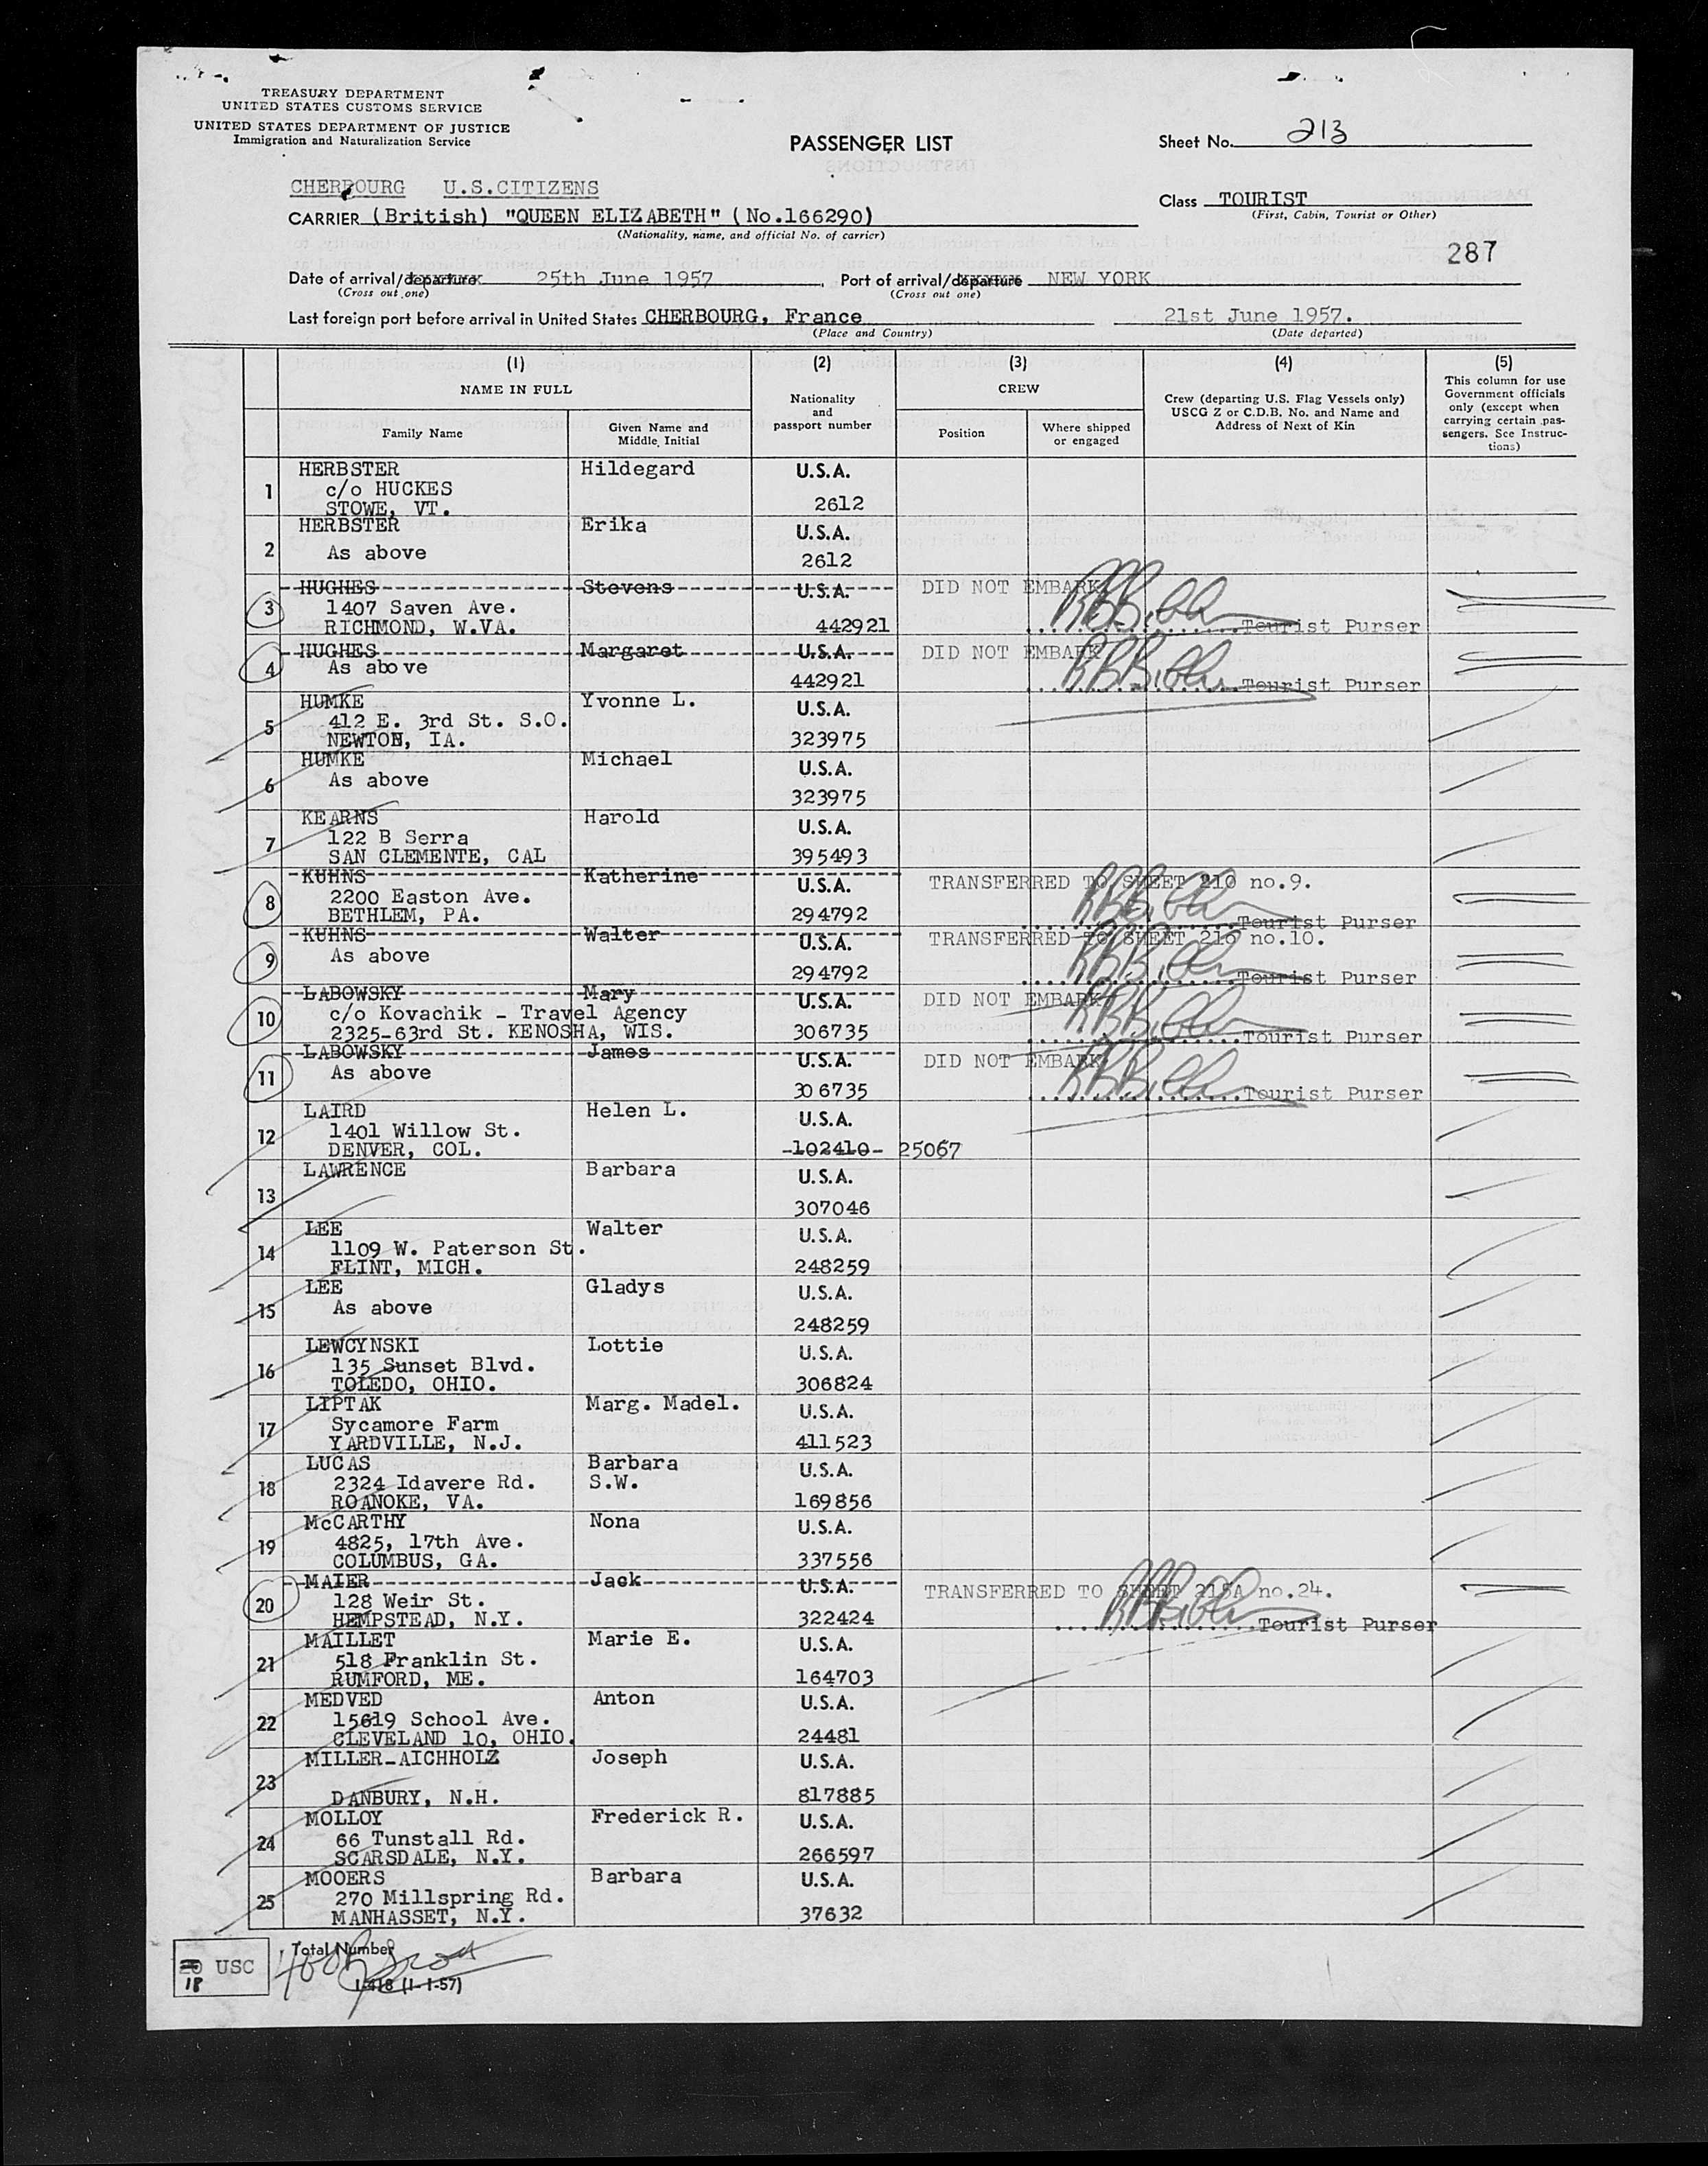 TREASURY DEPARTMENT
UNITED STATES CUSTOMS SERVICE
UNITED STATES DEPARTMENT OF JUSTICE
Immigration and Naturalization Service
PASSENGER LIST
Sheet No. 213
CHERBOURG U.S.CITIZENS
Class TOURIST
(First, Cabin, Tourist or Other)
CARRIER (British) "QUEEN ELIZABETH" (No.166290)
(Nationality, name, and official No. of carrier)
287
Date of arrival/departure 25th June 1957 Port of arrival/departure NEW YORK
(Cross out one) (Cross out one)
Last foreign port before arrival in United States CHERBOURG, France 21st June 1957.
(Place and Country) (Date departed)
(1) (2) (3) (4) (5)
NAME IN FULL
Family Name
Given Name and Middle Initial
Nationality and passport number
CREW
Position
Where shipped or engaged
Crew (departing U.S. Flag Vessels only) USCG Z or C.D.B. No. and Name and Address of Next of Kin
This column for use Government officials only (except when carrying certain pas-sengers. See Instruc-tions)
1 HERBSTER Hildegard U.S.A.
c/o HUCKES
STOWE, VT. 2612
2 HERBSTER Erika U.S.A.
As above 2612
3 HUGHES Stevens U.S.A. DID NOT EMBARK
1407 Saven Ave.
RICHMOND, W.VA. 442921 Tourist Purser
4 HUGHES Margaret U.S.A. DID NOT EMBARK
As above 442921 Tourist Purser
5 HUMKE Yvonne L. U.S.A.
412 E. 3rd St. S.O.
NEWTON, IA. 323975
6 HUMKE Michael U.S.A.
As above 323975
7 KEARNS Harold U.S.A.
122 B Serra
SAN CLEMENTE, CAL 395493
8 KUHNS Katherine U.S.A. TRANSFERRED TO SHEET 210 no.9.
2200 Easton Ave.
BETHLEM, PA. 294792 Tourist Purser
9 KUHNS Walter U.S.A. TRANSFERRED TO SHEET 210 no.10.
As above 294792 Tourist Purser
10 LABOWSKY Mary U.S.A. DID NOT EMBARK
c/o Kovachik - Travel Agency
2325-63rd St. KENOSHA, WIS. 306735 Tourist Purser
11 LABOWSKY James U.S.A. DID NOT EMBARK
As above 306735 Tourist Purser
12 LAIRD Helen L. U.S.A.
1401 Willow St.
DENVER, COL. -102410- 25067
13 LAWRENCE Barbara U.S.A.
307046
14 LEE Walter U.S.A.
1109 W. Paterson St.
FLINT, MICH. 248259
15 LEE Gladys U.S.A.
As above 248259
16 LEWCYNSKI Lottie U.S.A.
135 Sunset Blvd.
TOLEDO, OHIO. 306824
17 LIPTAK Marg. Madel. U.S.A.
Sycamore Farm
YARDVILLE, N.J. 411523
18 LUCAS Barbara S.W. U.S.A.
2324 Idavere Rd.
ROANOKE, VA. 169856
19 McCARTHY Nona U.S.A.
4825, 17th Ave.
COLUMBUS, GA. 337556
20 MAIER Jack U.S.A. TRANSFERRED TO SHEET 218A no.24.
128 Weir St.
HEMPSTEAD, N.Y. 322424 Tourist Purser
21 MAILLET Marie E. U.S.A.
518 Franklin St.
RUMFORD, ME. 164703
22 MEDVED Anton U.S.A.
15619 School Ave.
CLEVELAND 10, OHIO. 24481
23 MILLER-AICHHOLZ Joseph U.S.A.
DANBURY, N.H. 817885
24 MOLLOY Frederick R. U.S.A.
66 Tunstall Rd.
SCARSDALE, N.Y. 266597
25 MOOERS Barbara U.S.A.
270 Millspring Rd.
MANHASSET, N.Y. 37632
Total Number
USC
18
I-418 (1-1-57)